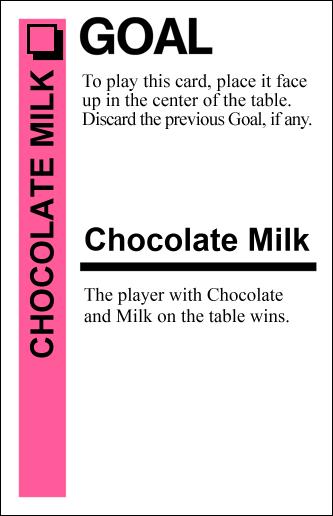 GOAL
To play this card, place it face
up in the center of the table.
Discard the previous Goal, if any.
CHOCOLATE MILK
Chocolate Milk
The player with Chocolate
and Milk on the table wins.